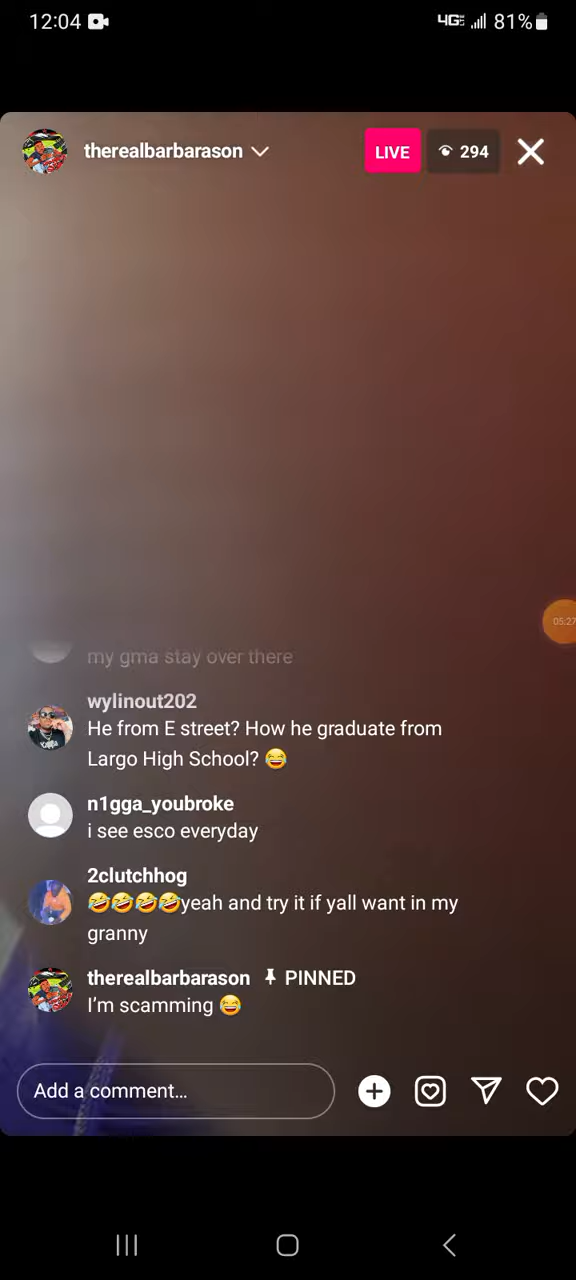 12:04
4G 81%
therealbarbarason
LIVE
294
05:27
my gma stay over there
wylinout202
He from E street? How he graduate from
Largo High School? 😂
n1gga_youbroke
i see esco everyday
2clutchhog
🤣🤣🤣🤣yeah and try it if yall want in my
granny
therealbarbarason PINNED
I’m scamming 😂
Add a comment…